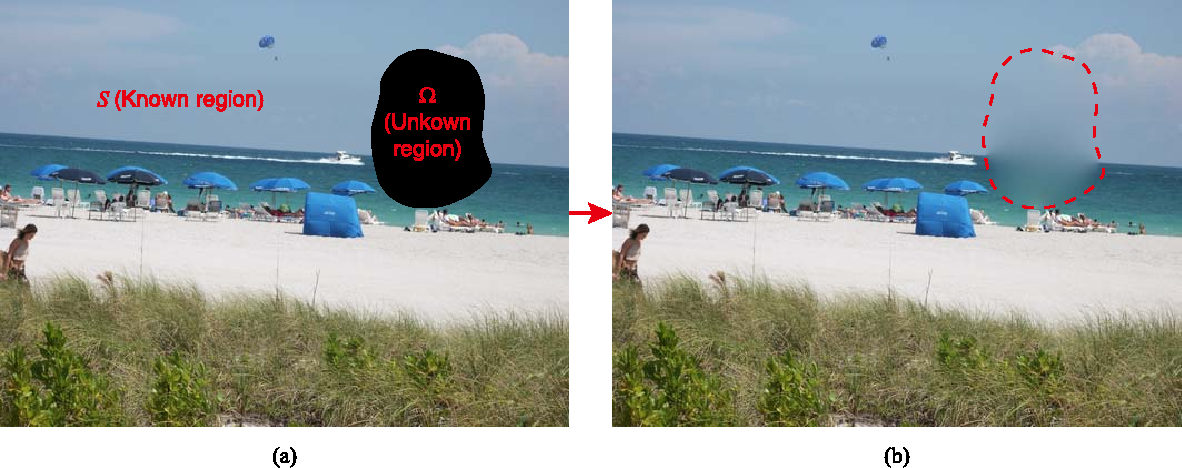 S (Known region)
Ω
(Unkown
region)
(a)
(b)